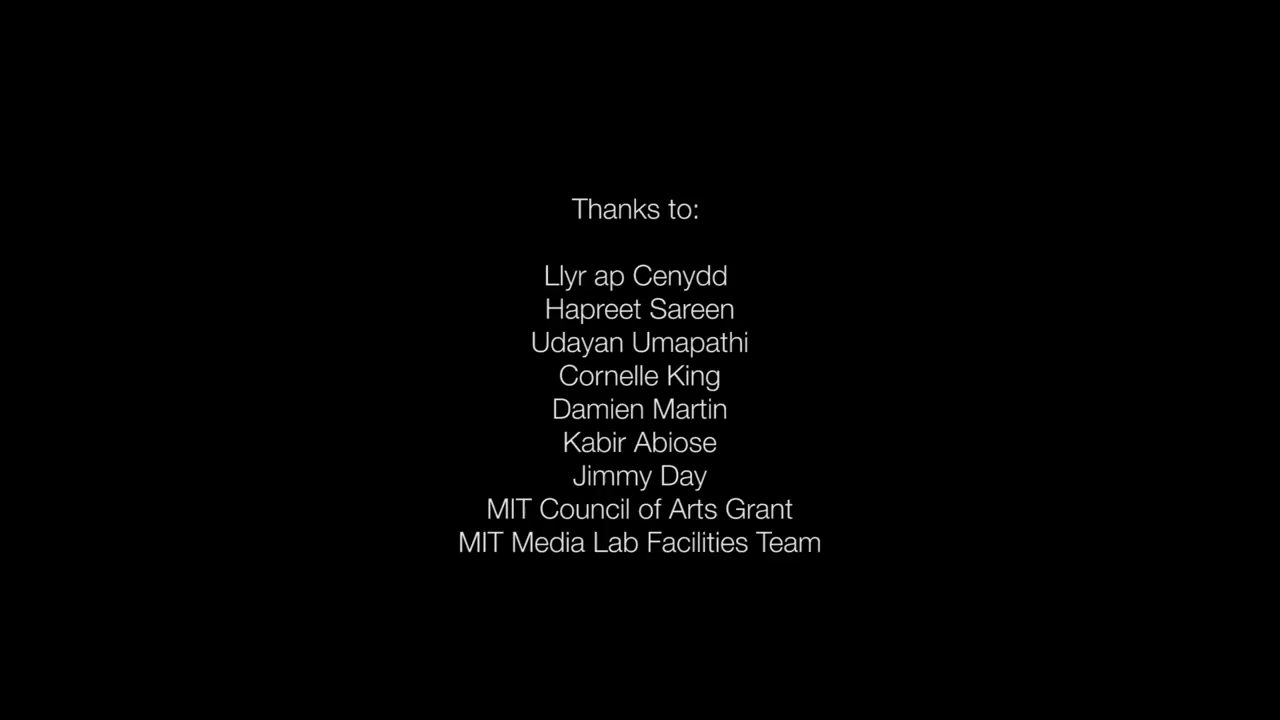 Thanks to:
Llyr ap Cenydd
Hapreet Sareen
Udayan Umapathi
Cornelle King
Damien Martin
Kabir Abiose
Jimmy Day
MIT Council of Arts Grant
MIT Media Lab Facilities Team